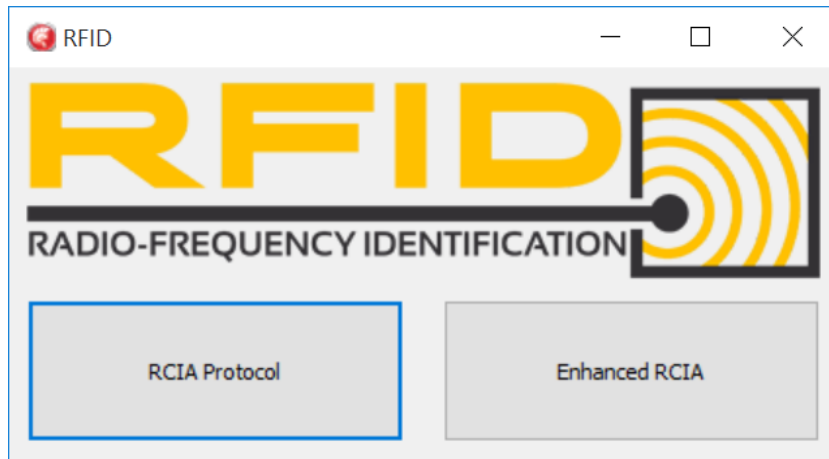 RFID
RFID
RADIO-FREQUENCY IDENTIFICATION
RCIA Protocol
Enhanced RCIA